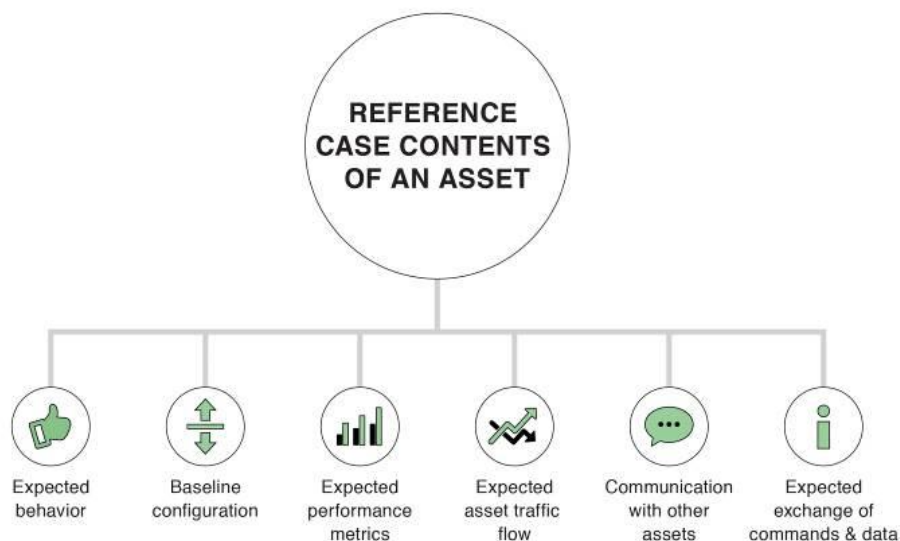 REFERENCE
CASE CONTENTS
OF AN ASSET
Expected
behavior
Baseline
configuration
Expected
performance
metrics
Expected
asset traffic
flow
Communication
with other
assets
Expected
exchange of
commands & data